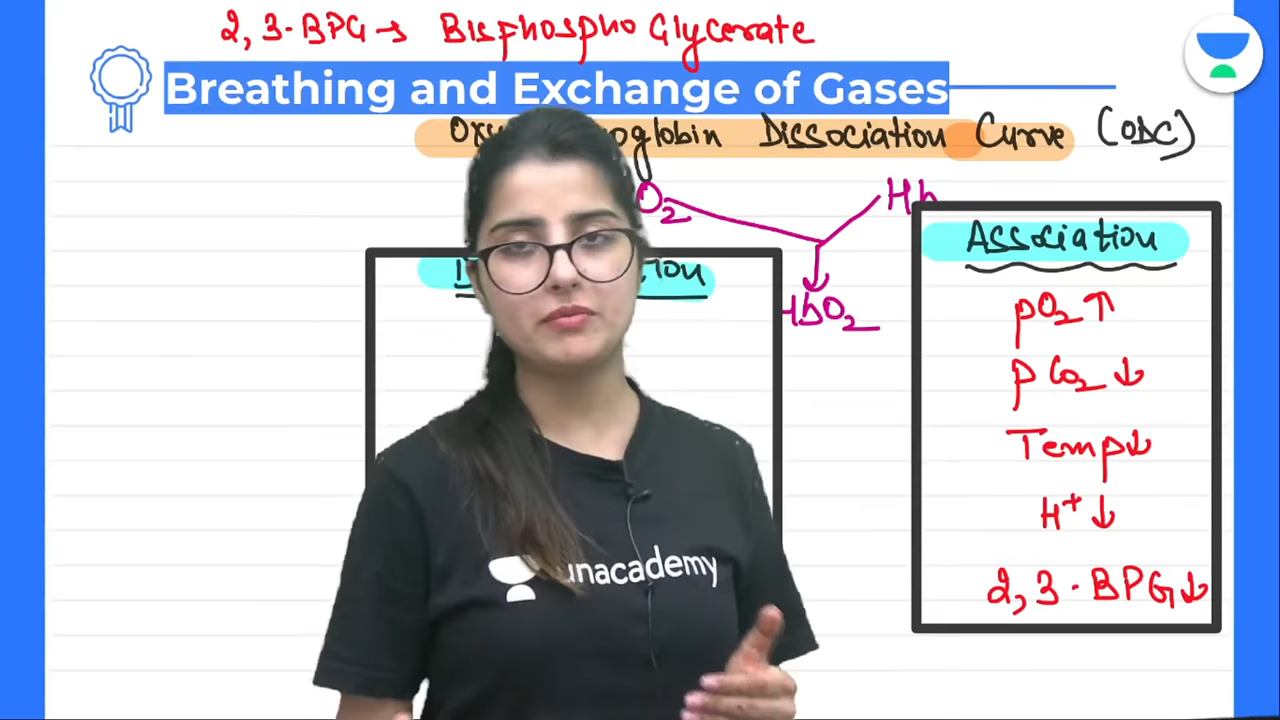 2,3-BPG → Bisphospho Glycerate
Breathing and Exchange of Gases
Dissociation Curve (ODC)
O₂
Association
pO₂ ↑
HbO₂
pCO₂ ↓
Temp↓
H⁺ ↓
unacademy
2,3-BPG↓